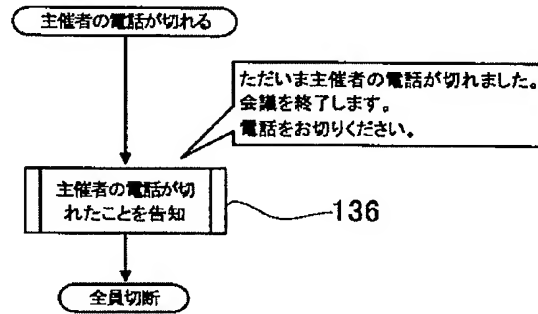 主催者の電話が切れる
ただいま主催者の電話が切れました。
会議を終了します。
電話をお切りください。
主催者の電話が切
れたことを告知
136
全員切断